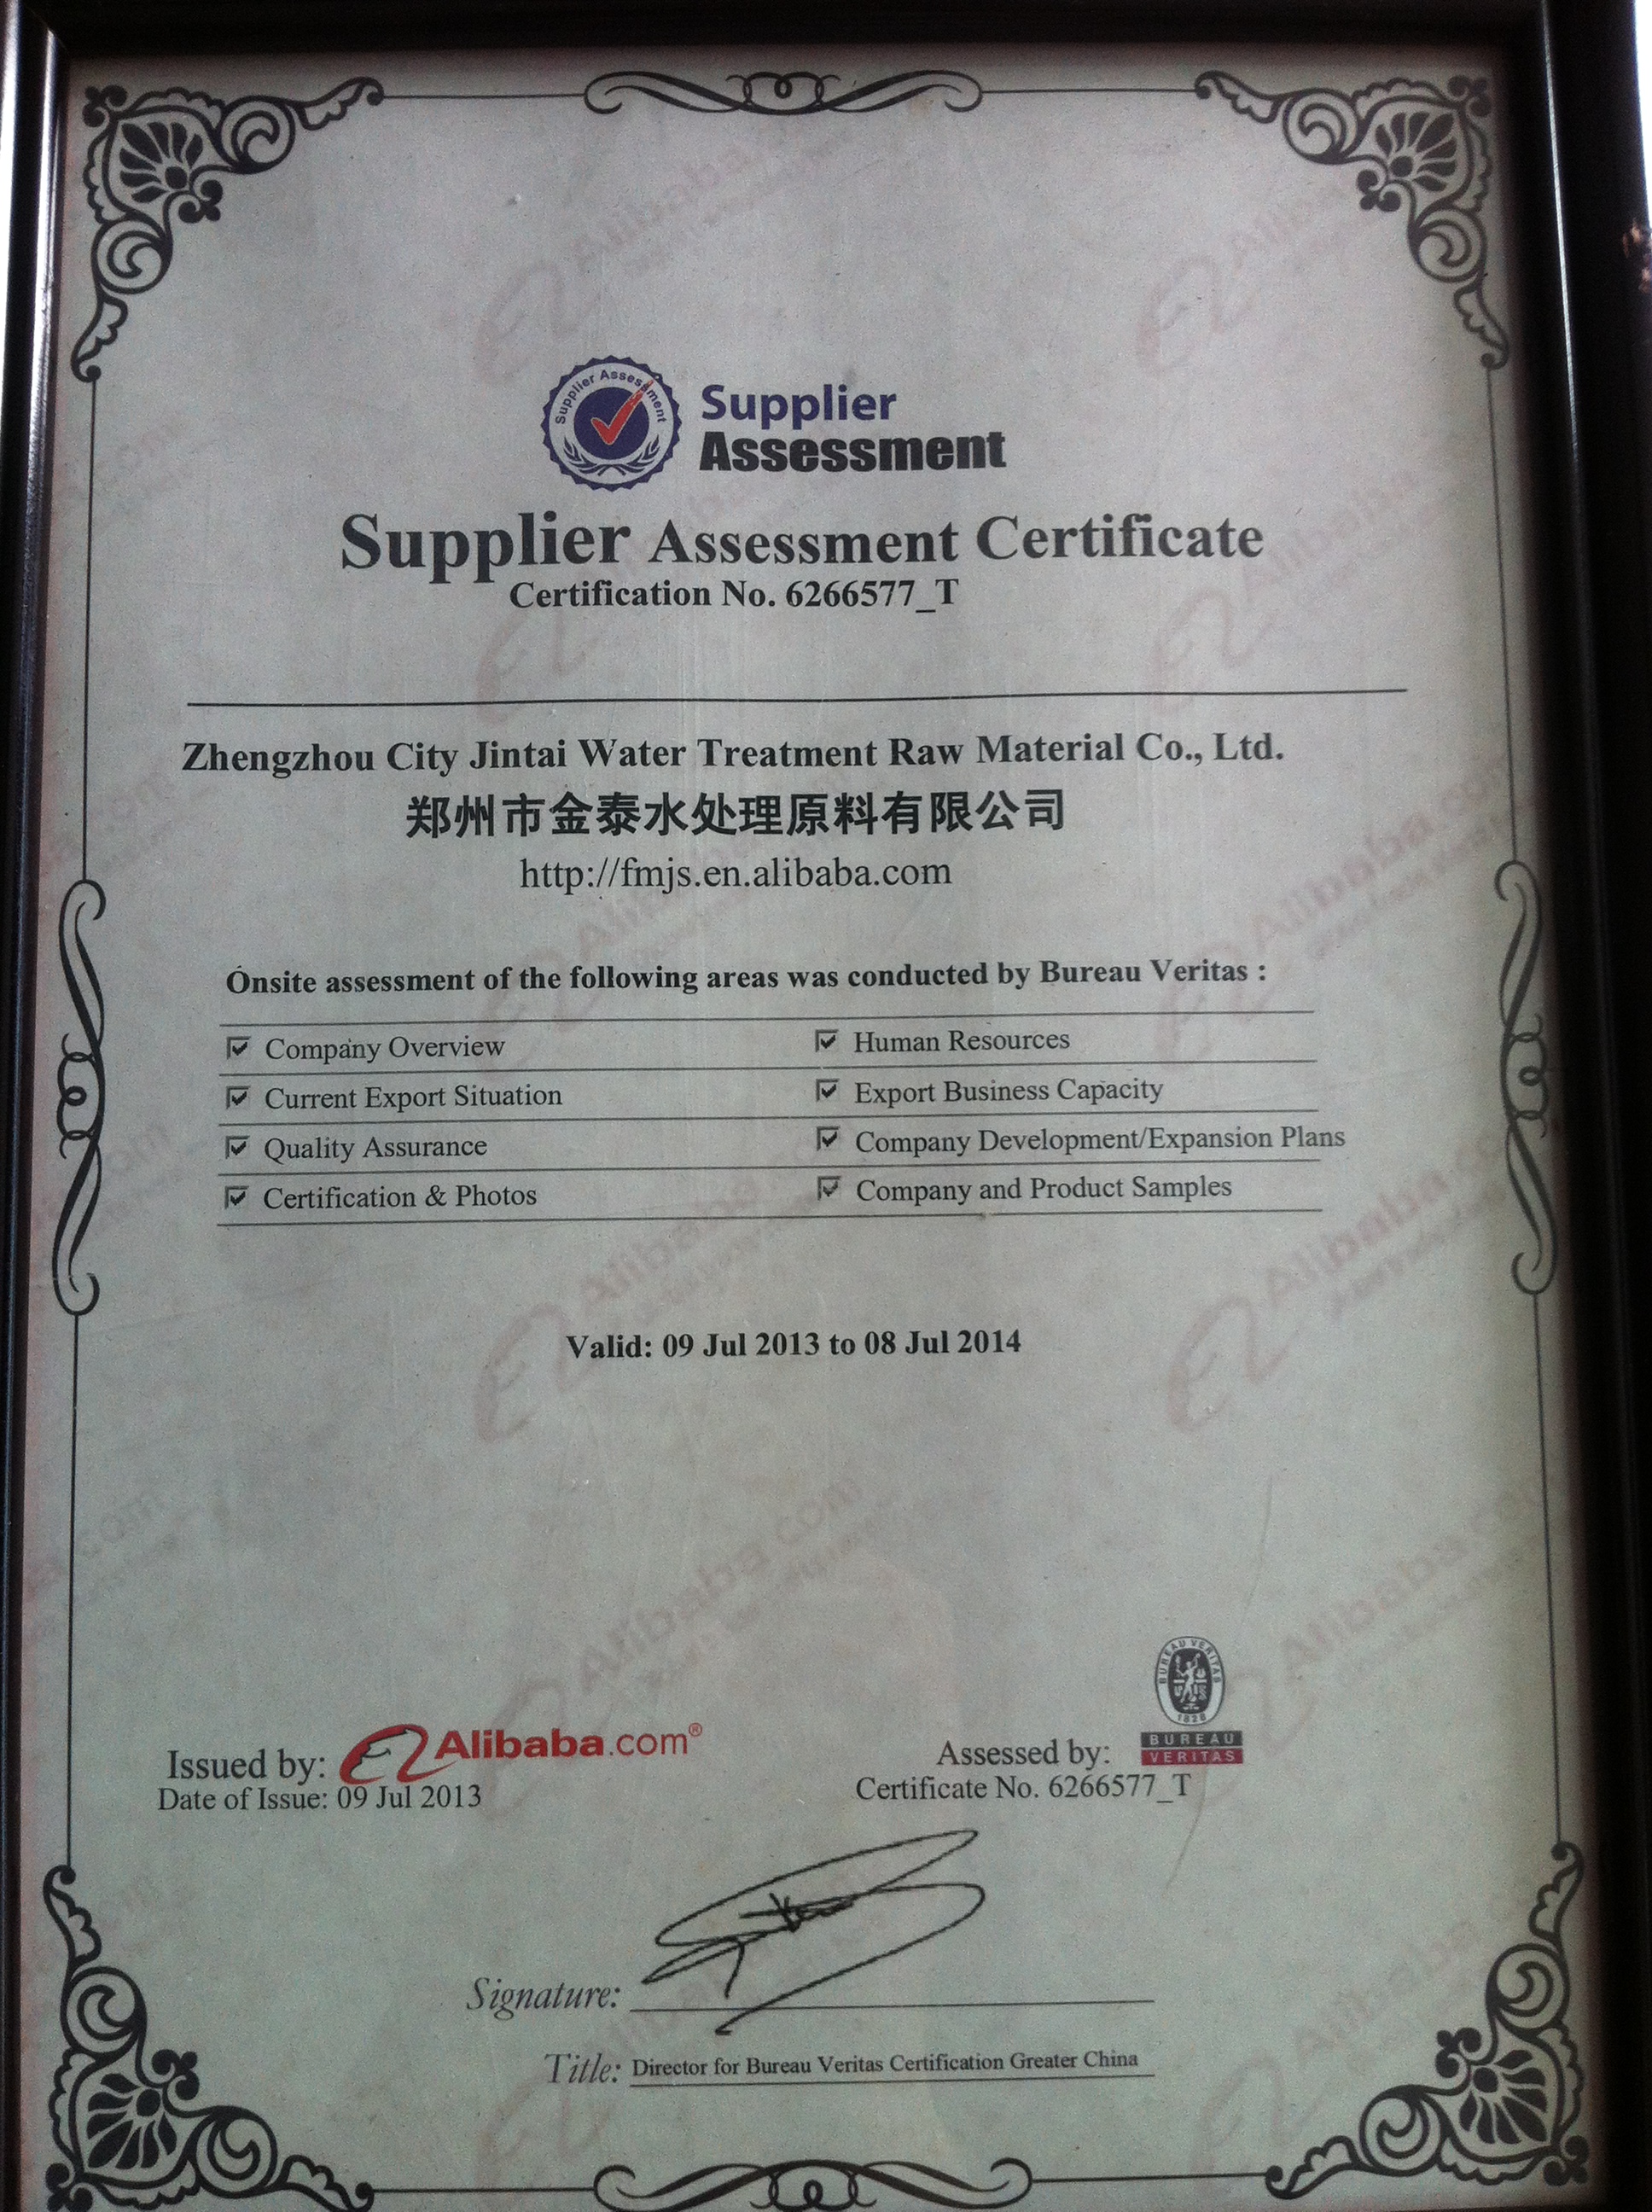 Supplier Assessment
Supplier
Assessment
Supplier Assessment Certificate
Certification No. 6266577_T
Zhengzhou City Jintai Water Treatment Raw Material Co., Ltd.
郑州市金泰水处理原料有限公司
http://fmjs.en.alibaba.com
Onsite assessment of the following areas was conducted by Bureau Veritas :
Company Overview
Human Resources
Current Export Situation
Export Business Capacity
Quality Assurance
Company Development/Expansion Plans
Certification & Photos
Company and Product Samples
Valid: 09 Jul 2013 to 08 Jul 2014
BUREAU VERITAS
1828
BUREAU
VERITAS
Issued by: Alibaba.com®
Assessed by:
Date of Issue: 09 Jul 2013
Certificate No. 6266577_T
Signature:
Title: Director for Bureau Veritas Certification Greater China